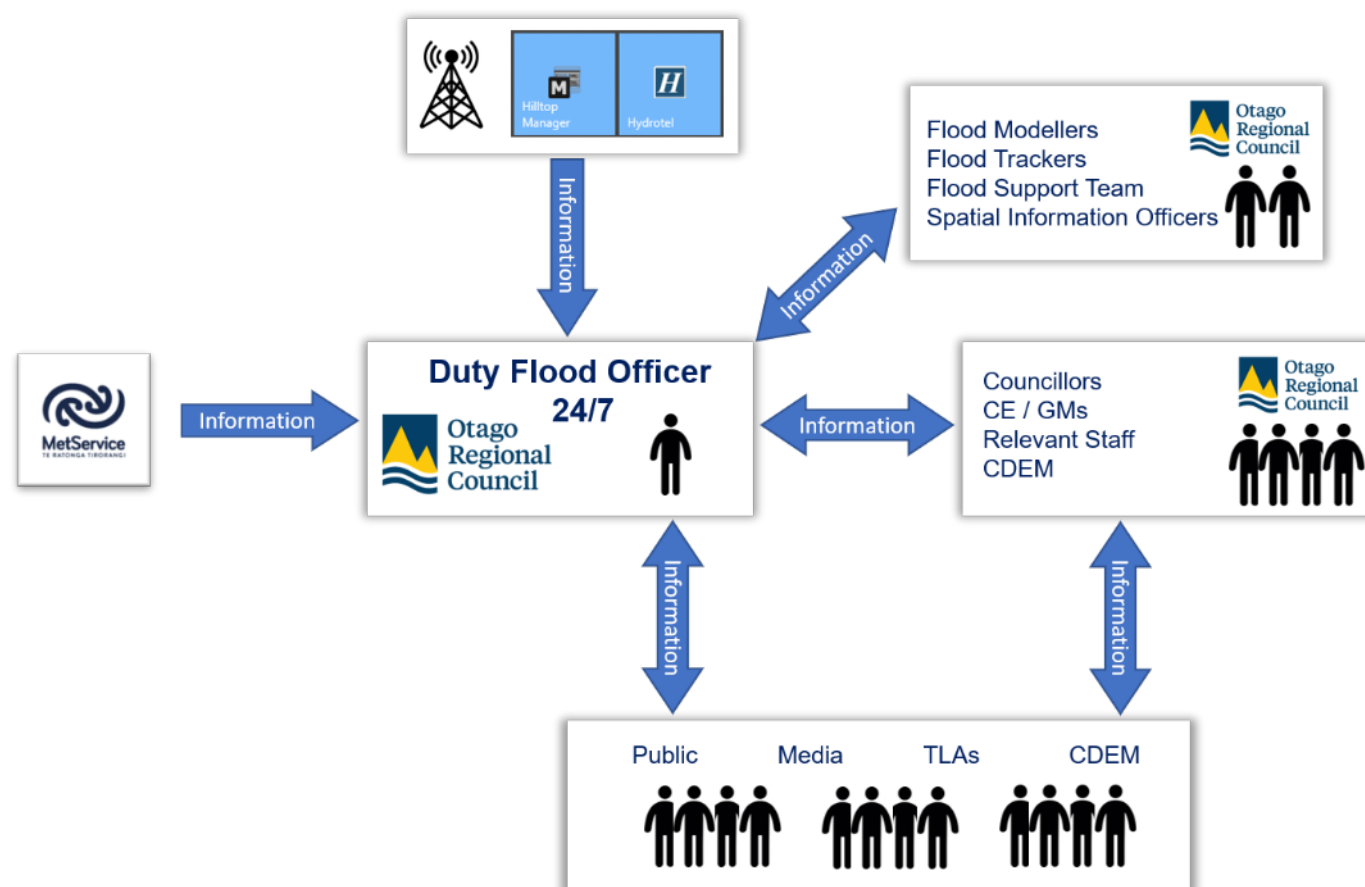 Hilltop
Manager
Hydrotel
Information
Flood Modellers
Flood Trackers
Flood Support Team
Spatial Information Officers
Otago
Regional
Council
Information
MetService
TE RATONGA TIRORANGI
Information
Duty Flood Officer
24/7
Otago
Regional
Council
Information
Councillors
CE / GMs
Relevant Staff
CDEM
Otago
Regional
Council
Information
Information
Public Media TLAs CDEM